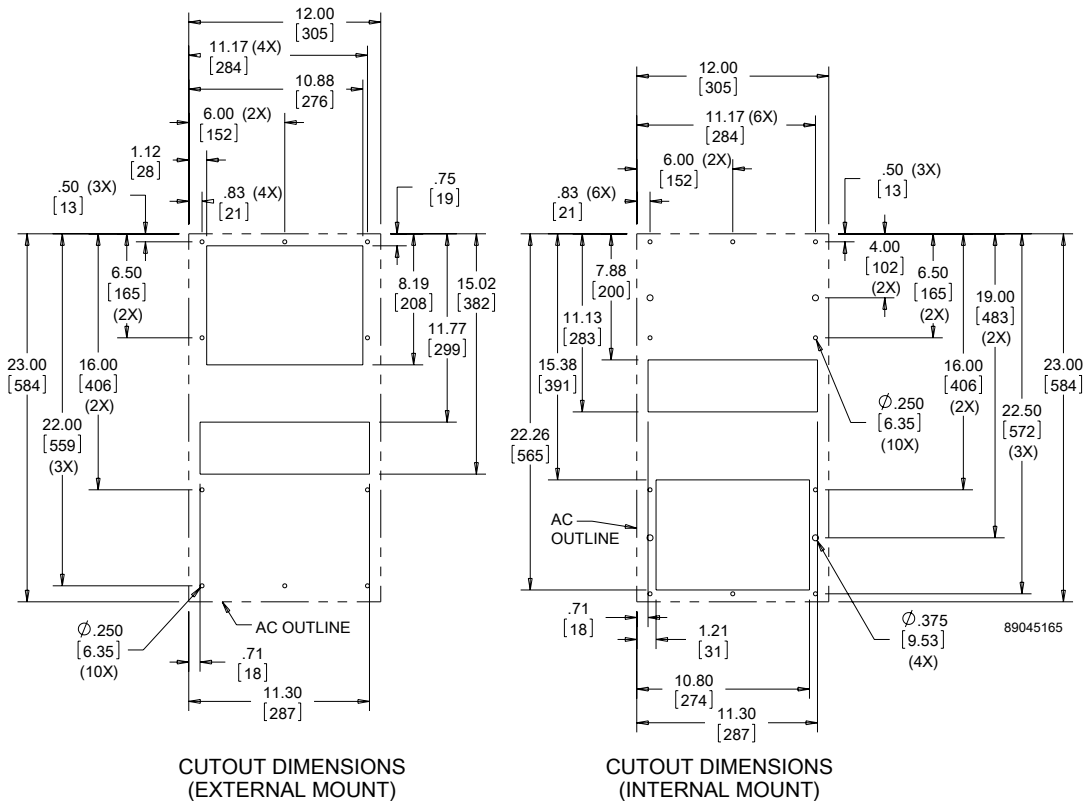 12.00
[305]
11.17 (4X)
[284]
10.88
[276]
6.00 (2X)
[152]
1.12
[28]
.50 (3X)
[13]
.83 (4X)
[21]
.75
[19]
6.50
[165]
(2X)
8.19
[208]
15.02
[382]
11.77
[299]
23.00
[584]
16.00
[406]
(2X)
22.00
[559]
(3X)
Ø.250
[6.35]
(10X)
AC OUTLINE
.71
[18]
11.30
[287]
CUTOUT DIMENSIONS
(EXTERNAL MOUNT)
12.00
[305]
11.17 (6X)
[284]
6.00 (2X)
[152]
.83 (6X)
[21]
.50 (3X)
[13]
7.88
[200]
4.00
[102]
(2X)
6.50
[165]
(2X)
11.13
[283]
19.00
[483]
(2X)
15.38
[391]
16.00
[406]
(2X)
23.00
[584]
Ø.250
[6.35]
(10X)
22.50
[572]
(3X)
22.26
[565]
AC
OUTLINE
.71
[18]
1.21
[31]
Ø.375
[9.53]
(4X)
89045165
10.80
[274]
11.30
[287]
CUTOUT DIMENSIONS
(INTERNAL MOUNT)